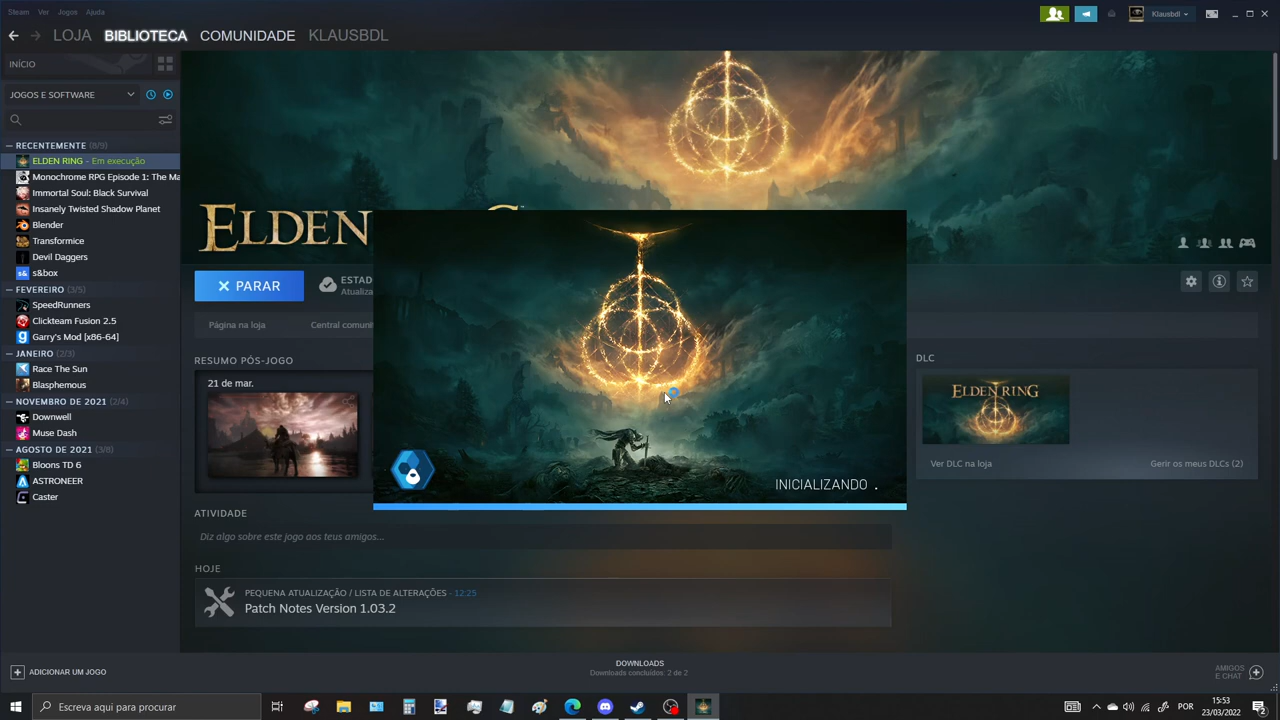 Steam Ver Jogos Ajuda
Klausbdl
LOJA BIBLIOTECA COMUNIDADE KLAUSBDL
INÍCIO
JOGOS E SOFTWARE
— RECENTEMENTE (8/9)
ELDEN RING - Em execução
Monochrome RPG Episode 1: The Ma
Immortal Soul: Black Survival
Insanely Twisted Shadow Planet
Blender
Transformice
Devil Daggers
s&box
— FEVEREIRO (3/5)
SpeedRunners
Clickteam Fusion 2.5
Garry's Mod [x86-64]
— JANEIRO (2/3)
Race The Sun
Blasphemous
— NOVEMBRO DE 2021 (2/4)
Downwell
Muse Dash
— AGOSTO DE 2021 (3/8)
Bloons TD 6
ASTRONEER
Caster
ADICIONAR UM JOGO
ELDEN
PARAR
ESTAD
Atualiza
Página na loja
Central comuni
RESUMO PÓS-JOGO
21 de mar.
INICIALIZANDO .
DLC
ELDEN RING
Ver DLC na loja
Gerir os meus DLCs (2)
ATIVIDADE
Diz algo sobre este jogo aos teus amigos...
HOJE
PEQUENA ATUALIZAÇÃO / LISTA DE ALTERAÇÕES - 12:25
Patch Notes Version 1.03.2
DOWNLOADS
Downloads concluídos: 2 de 2
AMIGOS
E CHAT
Escreva aqui para procurar
POR
15:53
23/03/2022
2